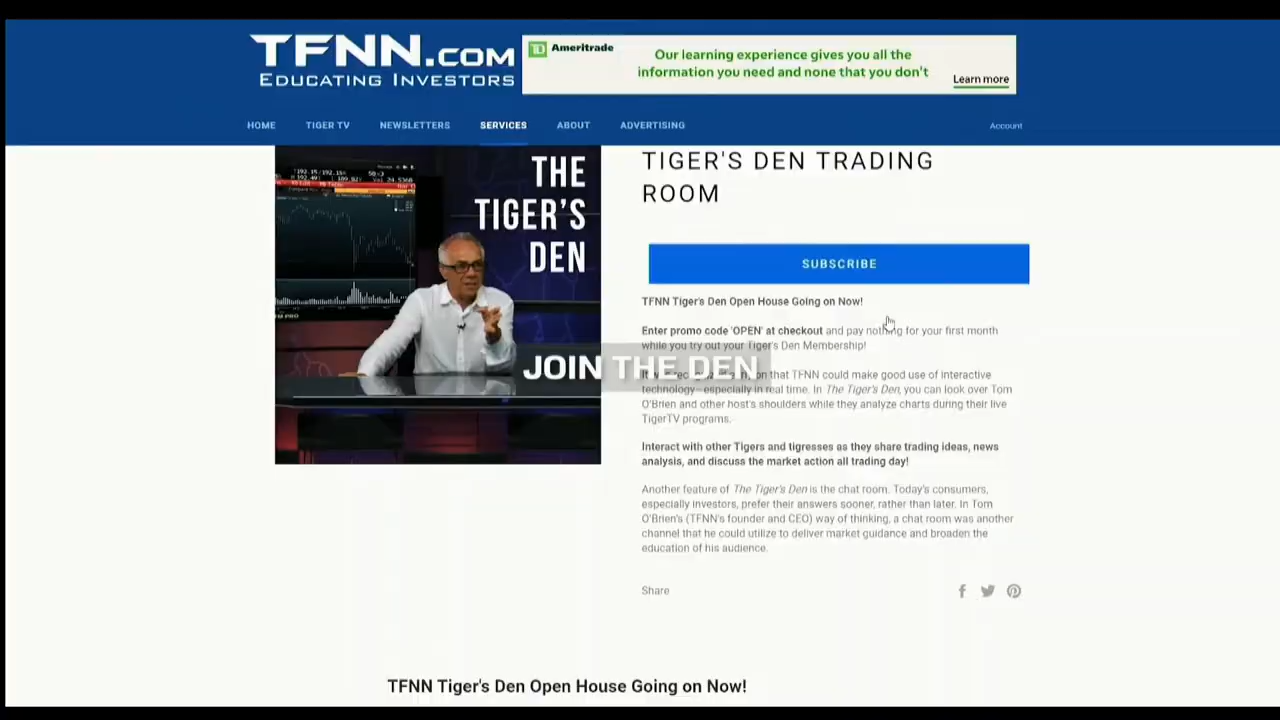 TFNN.COM
EDUCATING INVESTORS
TD Ameritrade
Our learning experience gives you all the
information you need and none that you don't
Learn more
HOME
TIGER TV
NEWSLETTERS
SERVICES
ABOUT
ADVERTISING
Account
THE
TIGER'S
DEN
TIGER'S DEN TRADING
ROOM
SUBSCRIBE
TFNN Tiger's Den Open House Going on Now!
Enter promo code 'OPEN' at checkout and pay nothing for your first month
while you try out your Tiger's Den Membership!
JOIN THE DEN
on that TFNN could make good use of interactive
technology—especially in real time. In The Tiger's Den, you can look over Tom
O'Brien and other host's shoulders while they analyze charts during their live
TigerTV programs.
Interact with other Tigers and tigresses as they share trading ideas, news
analysis, and discuss the market action all trading day!
Another feature of The Tiger's Den is the chat room. Today's consumers,
especially investors, prefer their answers sooner, rather than later. In Tom
O'Brien's (TFNN's founder and CEO) way of thinking, a chat room was another
channel that he could utilize to deliver market guidance and broaden the
education of his audience.
Share
TFNN Tiger's Den Open House Going on Now!